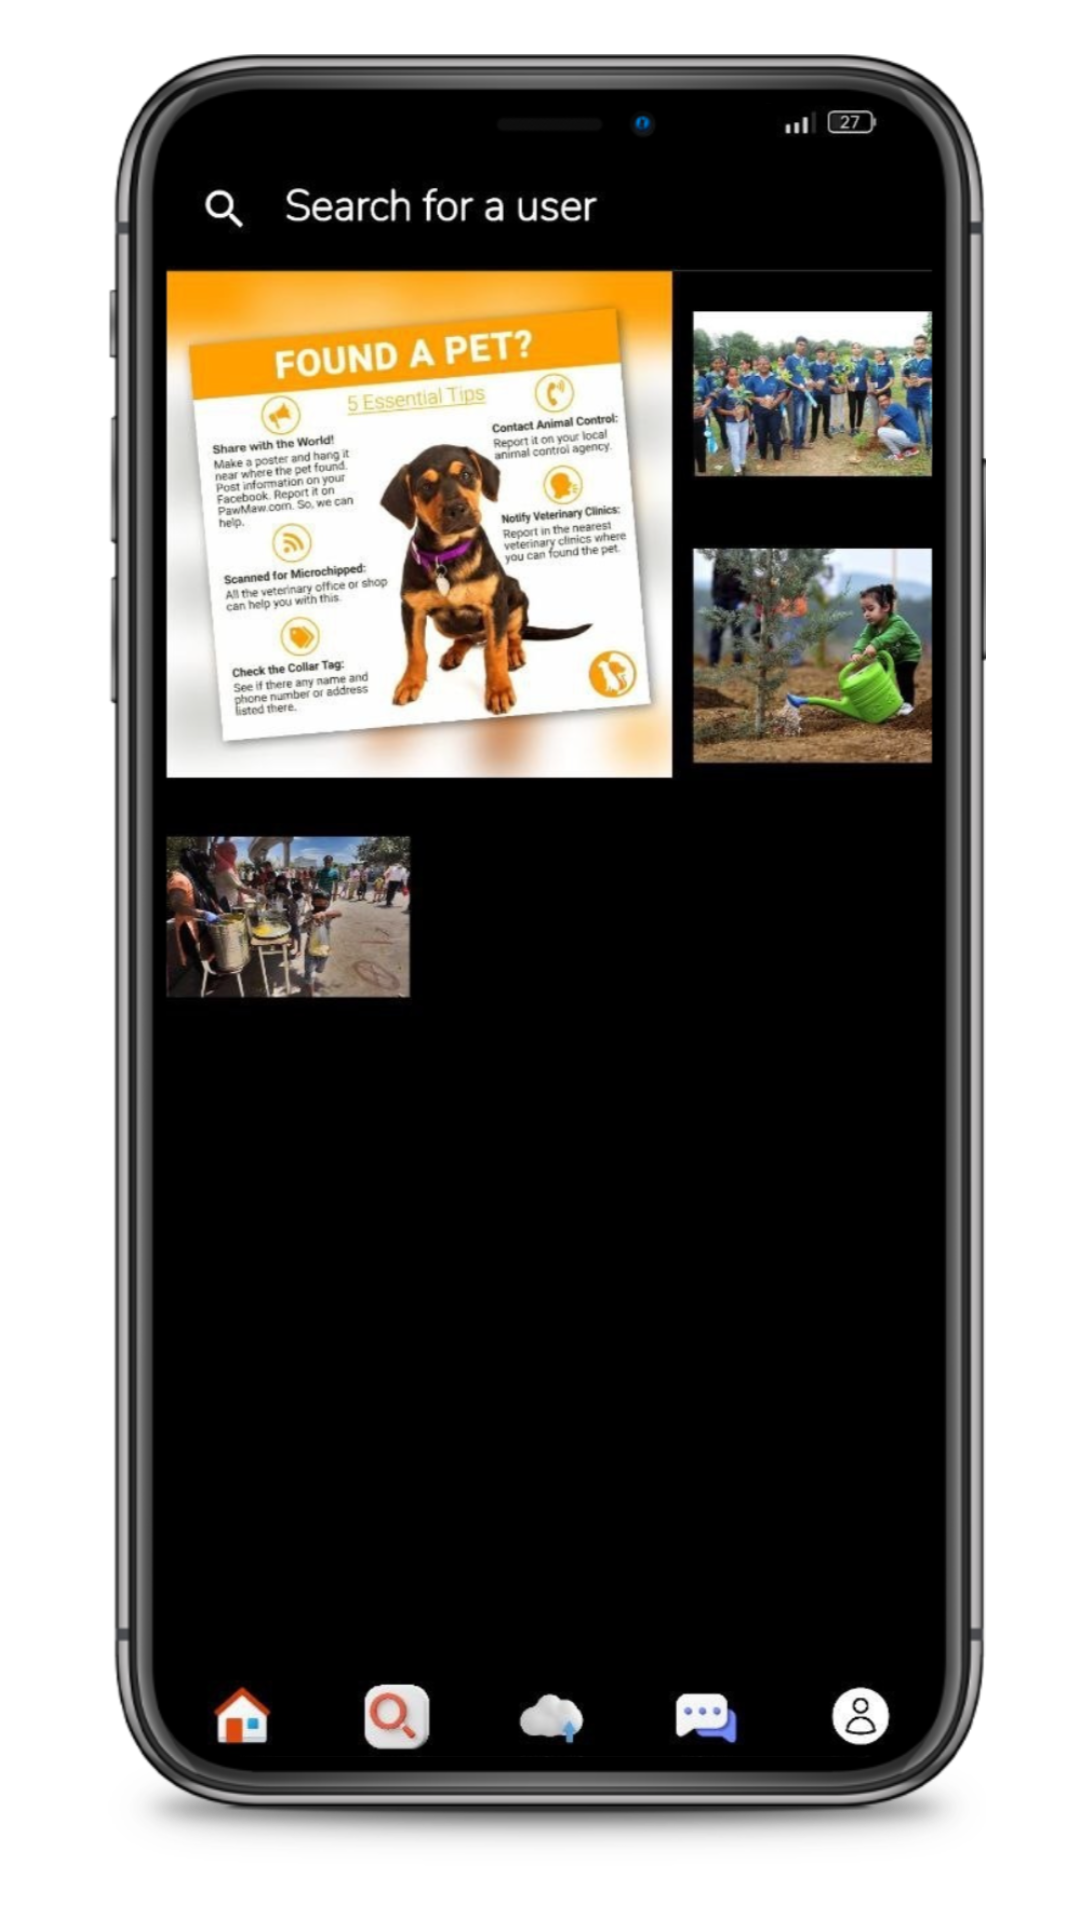 27
Search for a user
FOUND A PET?
5 Essential Tips
Share with the World!
Make a poster and hang it
near where the pet found.
Post information on your
Facebook. Report it on
PawMaw.com. So, we can
help.
Scanned for Microchipped:
All the veterinary office or shop
can help you with this.
Check the Collar Tag:
See if there any name and
phone number or address
listed there.
Contact Animal Control:
Report it on your local
animal control agency.
Notify Veterinary Clinics:
Report in the nearest
veterinary clinics where
you can found the pet.